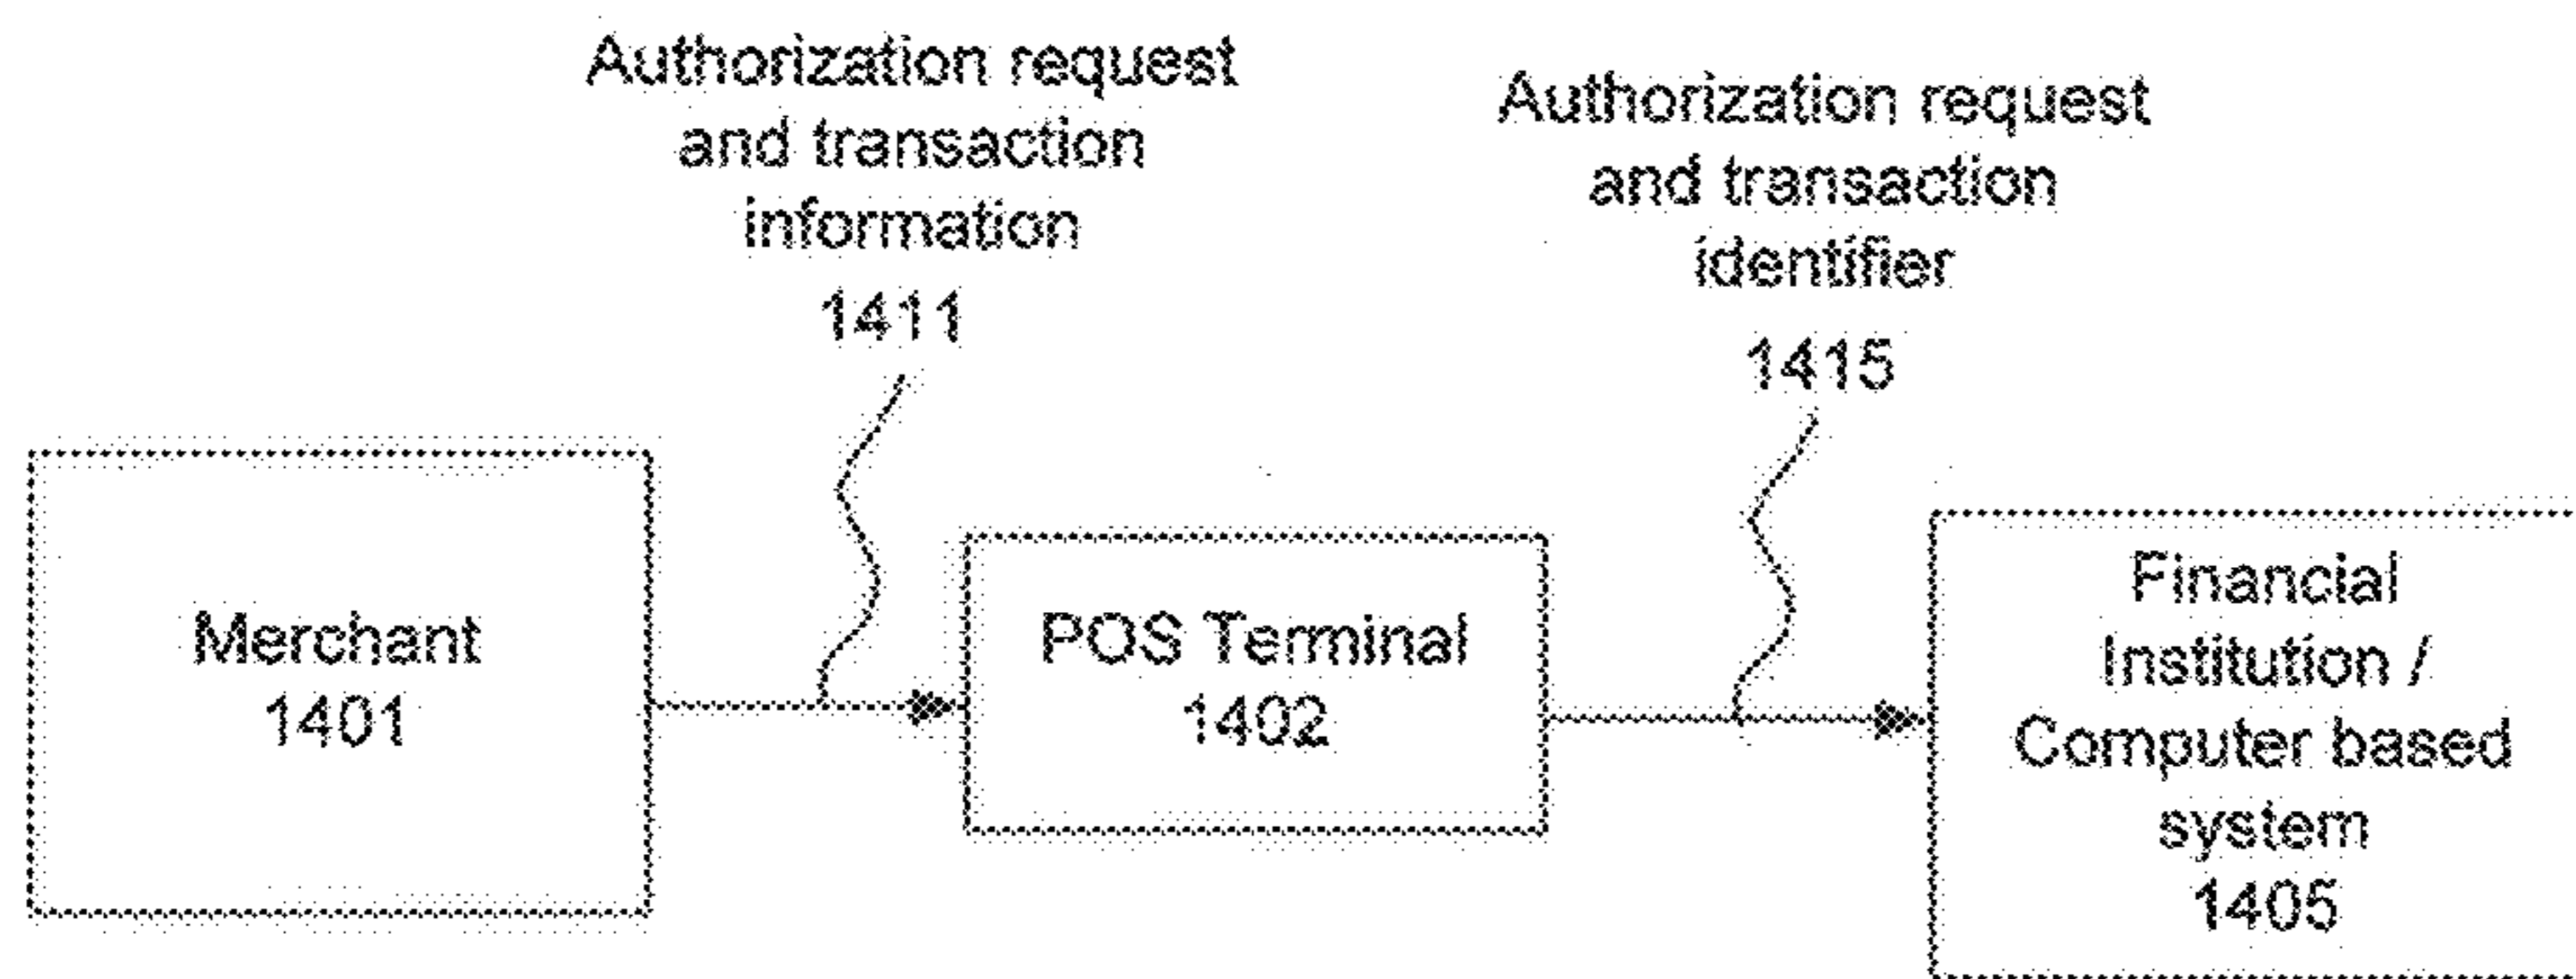 Authorization request
and transaction
information
1411
Authorization request
and transaction
identifier
1415
Merchant
1401
POS Terminal
1402
Financial
Institution /
Computer based
system
1405